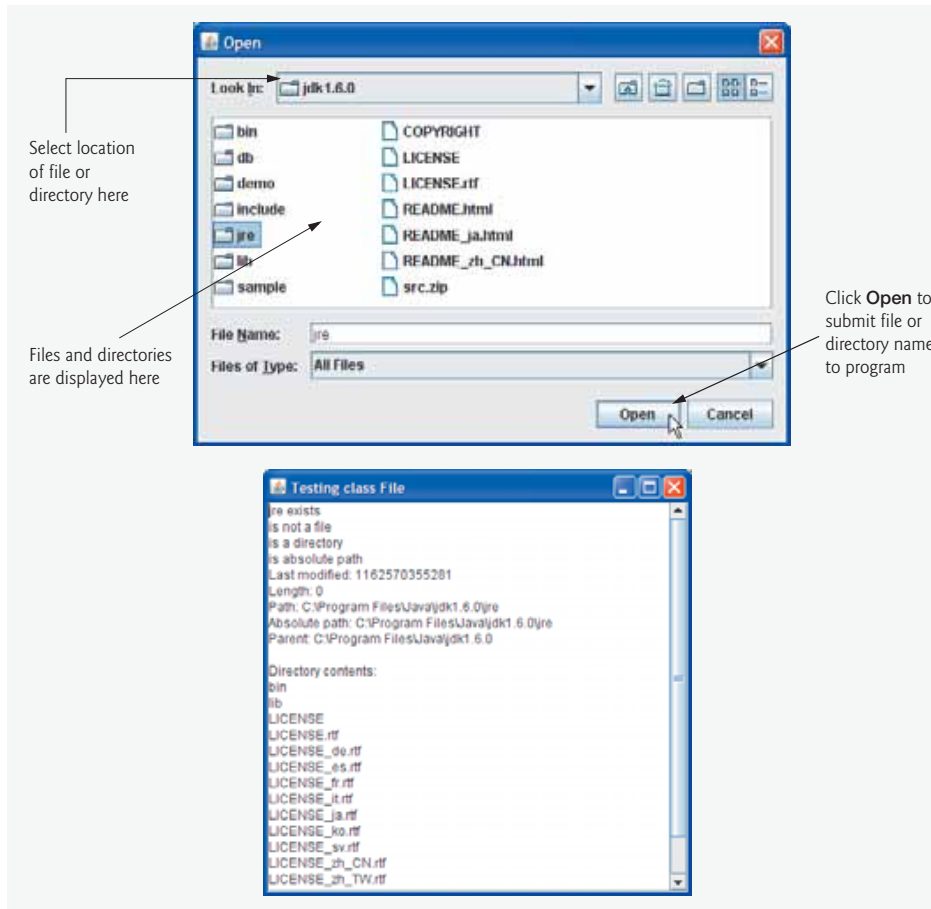 Open
Look In: jdk1.6.0
bin
db
demo
include
jre
lib
sample
COPYRIGHT
LICENSE
LICENSE.rtf
README.html
README_ja.html
README_zh_CN.html
src.zip
File Name: jre
Files of Type: All Files
Open
Cancel
Select location
of file or
directory here
Files and directories
are displayed here
Click Open to
submit file or
directory name
to program
Testing class File
jre exists
is not a file
is a directory
is absolute path
Last modified: 1162570355281
Length: 0
Path: C:\Program Files\Java\jdk1.6.0\jre
Absolute path: C:\Program Files\Java\jdk1.6.0\jre
Parent: C:\Program Files\Java\jdk1.6.0
Directory contents:
bin
lib
LICENSE
LICENSE.rtf
LICENSE_de.rtf
LICENSE_es.rtf
LICENSE_fr.rtf
LICENSE_it.rtf
LICENSE_ja.rtf
LICENSE_ko.rtf
LICENSE_sv.rtf
LICENSE_zh_CN.rtf
LICENSE_zh_TW.rtf